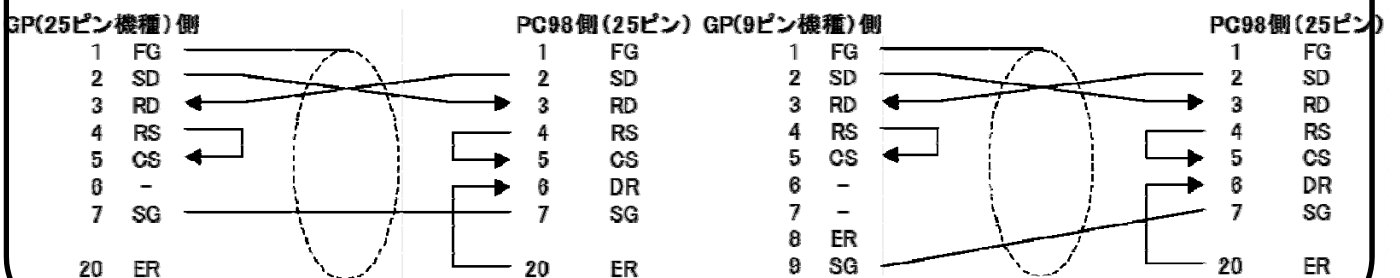 GP(25ピン機種)側 PC98側(25ピン) GP(9ピン機種)側 PC98側(25ピン)
1 FG 1 FG 1 FG 1 FG
2 SD 2 SD 2 SD 2 SD
3 RD 3 RD 3 RD 3 RD
4 RS 4 RS 4 RS 4 RS
5 CS 5 CS 5 CS 5 CS
6 - 6 DR 6 - 6 DR
7 SG 7 SG 7 - 7 SG
8 ER
20 ER 20 ER 9 SG 20 ER